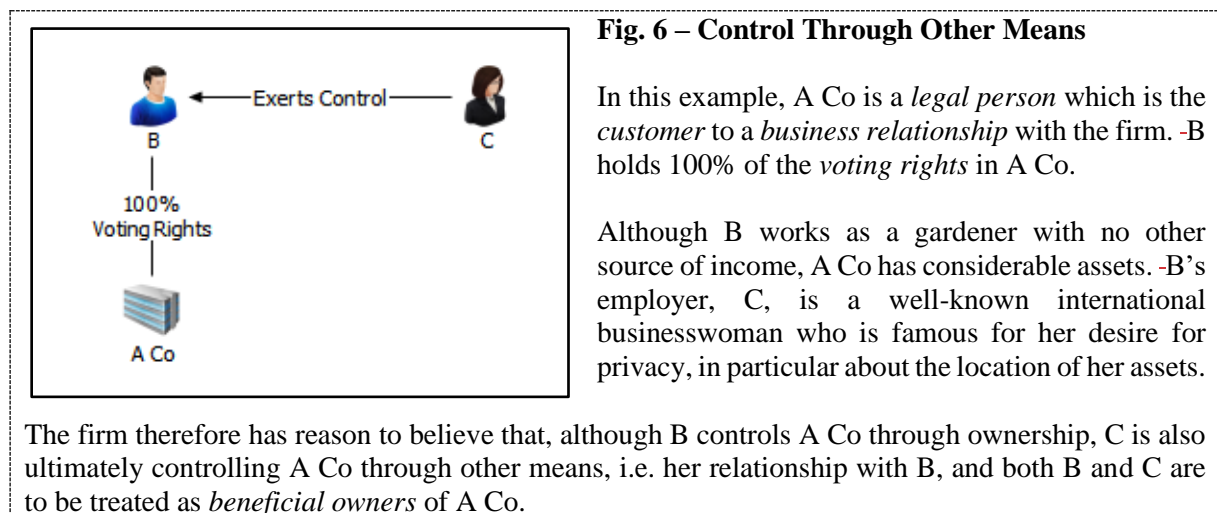 Exerts Control
B
C
100%
Voting Rights
A Co
Fig. 6 – Control Through Other Means
In this example, A Co is a legal person which is the
customer to a business relationship with the firm. -B
holds 100% of the voting rights in A Co.
Although B works as a gardener with no other
source of income, A Co has considerable assets. -B’s
employer, C, is a well-known international
businesswoman who is famous for her desire for
privacy, in particular about the location of her assets.
The firm therefore has reason to believe that, although B controls A Co through ownership, C is also
ultimately controlling A Co through other means, i.e. her relationship with B, and both B and C are
to be treated as beneficial owners of A Co.